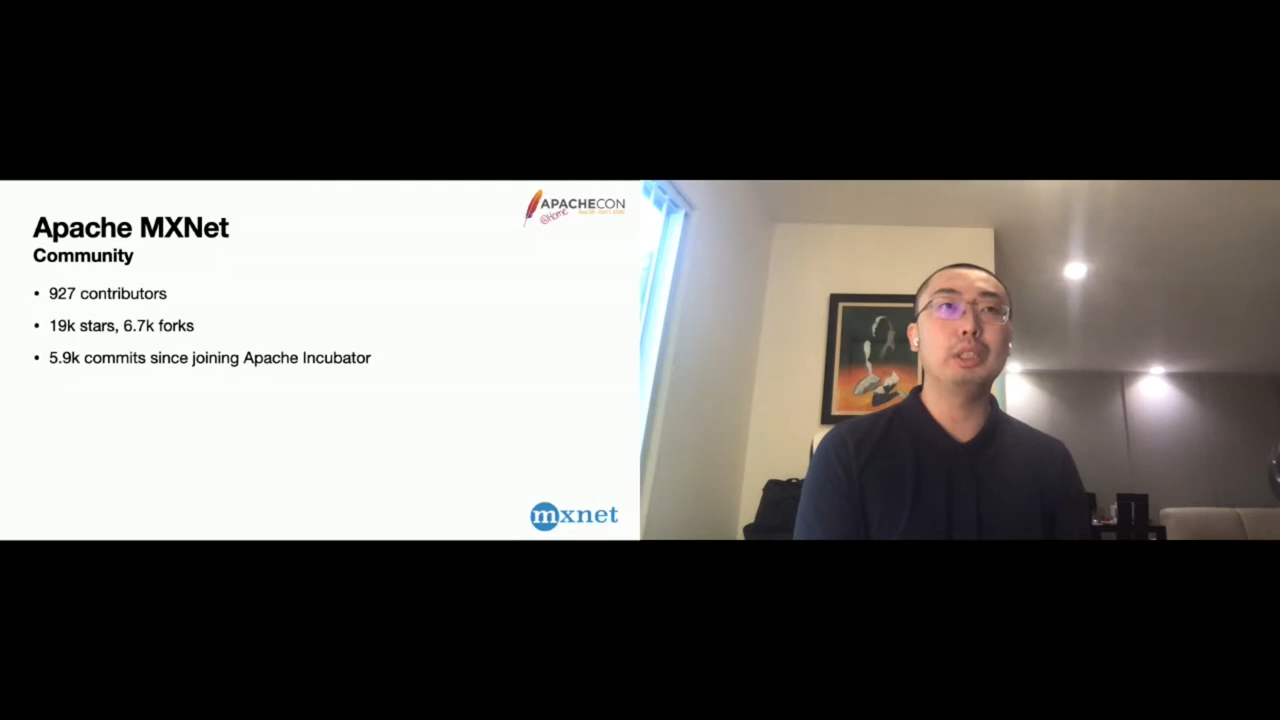 APACHECON
@Home
Apache MXNet
Community
• 927 contributors
• 19k stars, 6.7k forks
• 5.9k commits since joining Apache Incubator
mxnet